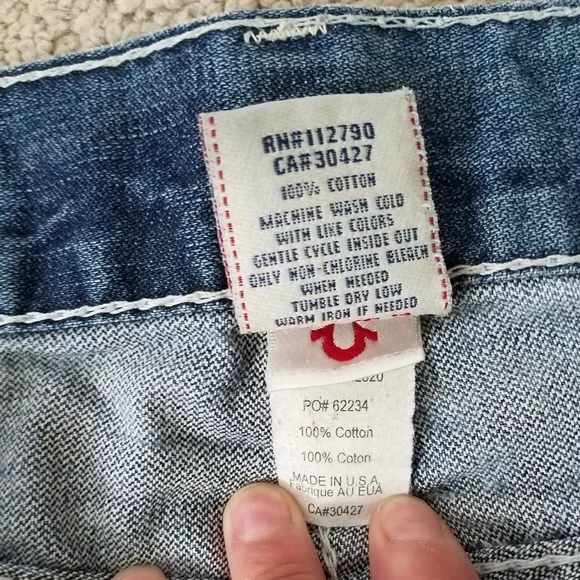 RN#112790
CA#30427
100% COTTON
MACHINE WASH COLD
WITH LIKE COLORS
GENTLE CYCLE INSIDE OUT
ONLY NON-CHLORINE BLEACH
WHEN NEEDED
TUMBLE DRY LOW
WARM IRON IF NEEDED
PO# 62234
100% Cotton
100% Coton
MADE IN U.S.A.
Fabrique AU EUA
CA#30427